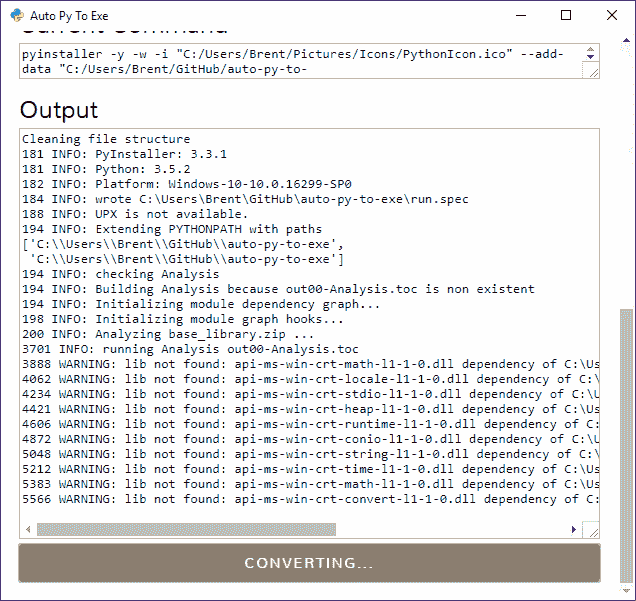 Auto Py To Exe
Current Command
pyinstaller -y -w -i "C:/Users/Brent/Pictures/Icons/PythonIcon.ico" --add-
data "C:/Users/Brent/GitHub/auto-py-to-
Output
Cleaning file structure
181 INFO: PyInstaller: 3.3.1
181 INFO: Python: 3.5.2
182 INFO: Platform: Windows-10-10.0.16299-SP0
184 INFO: wrote C:\Users\Brent\GitHub\auto-py-to-exe\run.spec
188 INFO: UPX is not available.
194 INFO: Extending PYTHONPATH with paths
['C:\\Users\\Brent\\GitHub\\auto-py-to-exe',
 'C:\\Users\\Brent\\GitHub\\auto-py-to-exe']
194 INFO: checking Analysis
194 INFO: Building Analysis because out00-Analysis.toc is non existent
194 INFO: Initializing module dependency graph...
198 INFO: Initializing module graph hooks...
200 INFO: Analyzing base_library.zip ...
3701 INFO: running Analysis out00-Analysis.toc
3888 WARNING: lib not found: api-ms-win-crt-math-l1-1-0.dll dependency of C:\Us
4062 WARNING: lib not found: api-ms-win-crt-locale-l1-1-0.dll dependency of C:\
4234 WARNING: lib not found: api-ms-win-crt-stdio-l1-1-0.dll dependency of C:\U
4421 WARNING: lib not found: api-ms-win-crt-heap-l1-1-0.dll dependency of C:\Us
4606 WARNING: lib not found: api-ms-win-crt-runtime-l1-1-0.dll dependency of C:
4872 WARNING: lib not found: api-ms-win-crt-conio-l1-1-0.dll dependency of C:\U
5048 WARNING: lib not found: api-ms-win-crt-string-l1-1-0.dll dependency of C:\
5212 WARNING: lib not found: api-ms-win-crt-time-l1-1-0.dll dependency of C:\Us
5383 WARNING: lib not found: api-ms-win-crt-math-l1-1-0.dll dependency of C:\Us
5566 WARNING: lib not found: api-ms-win-crt-convert-l1-1-0.dll dependency of C:
CONVERTING...